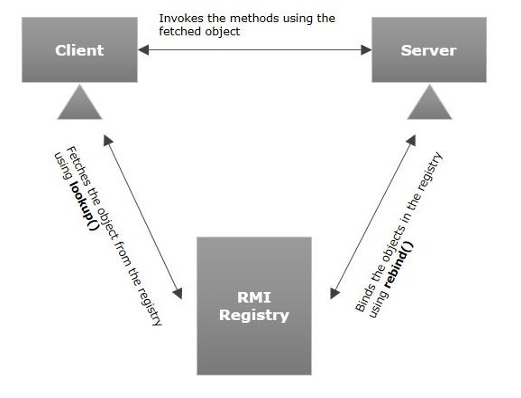 Invokes the methods using the
fetched object
Client
Server
Fetches the object from the registry
using lookup()
Binds the objects in the registry
using rebind()
RMI
Registry